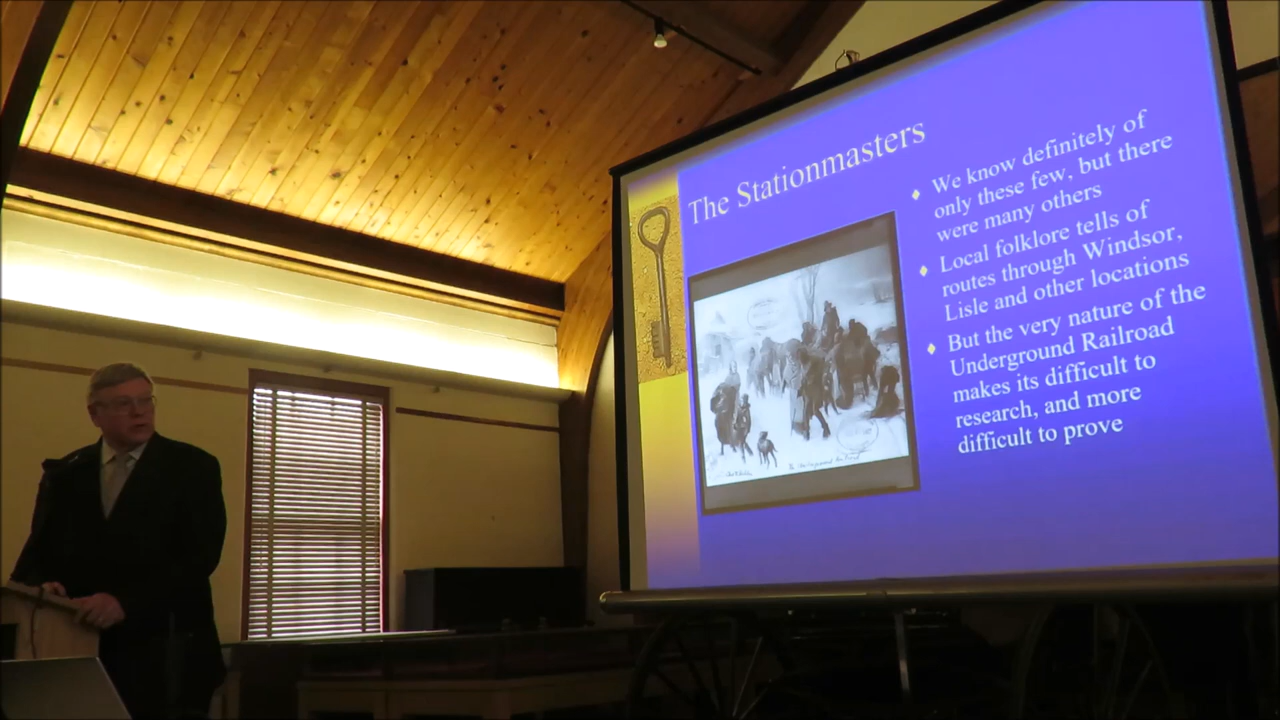 The Stationmasters
We know definitely of
only these few, but there
were many others
Local folklore tells of
routes through Windsor,
Lisle and other locations
But the very nature of the
Underground Railroad
makes its difficult to
research, and more
difficult to prove